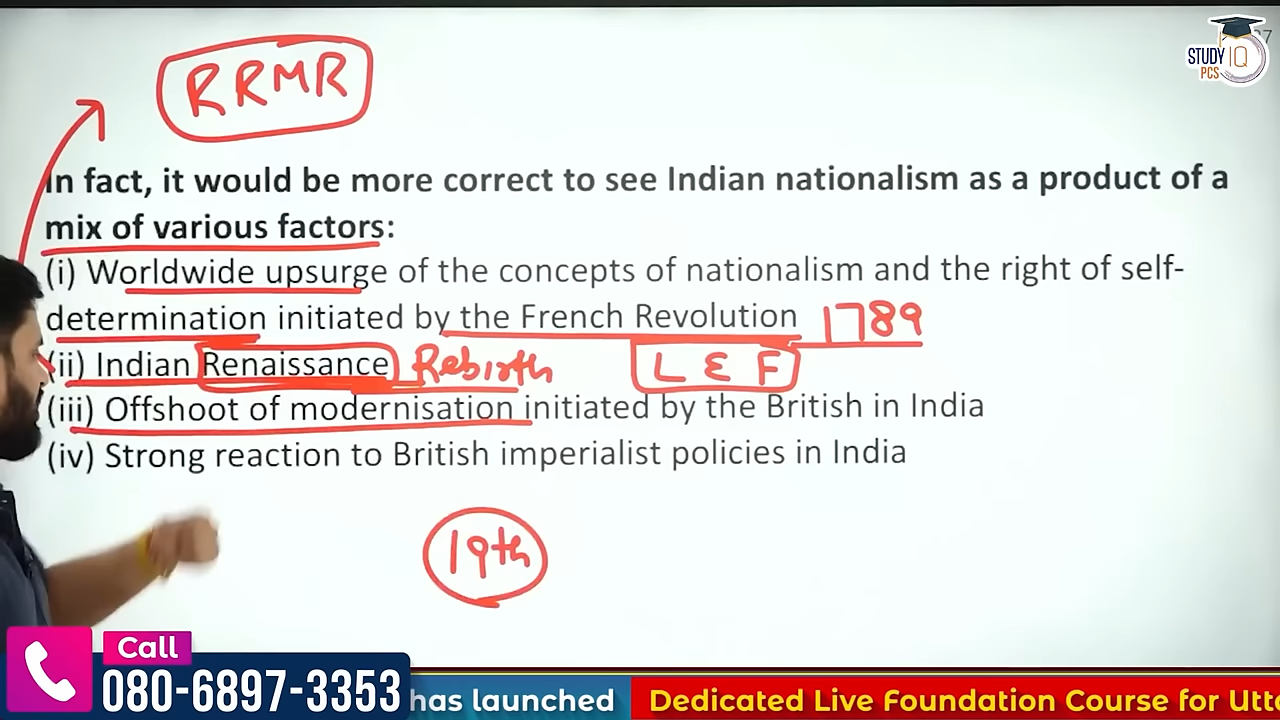 RRMR
STUDY IQ
PCS
In fact, it would be more correct to see Indian nationalism as a product of a
mix of various factors:
(i) Worldwide upsurge of the concepts of nationalism and the right of self-
determination initiated by the French Revolution 1789
(ii) Indian Renaissance Rebirth L E F
(iii) Offshoot of modernisation initiated by the British in India
(iv) Strong reaction to British imperialist policies in India
19th
Call
080-6897-3353
has launched Dedicated Live Foundation Course for